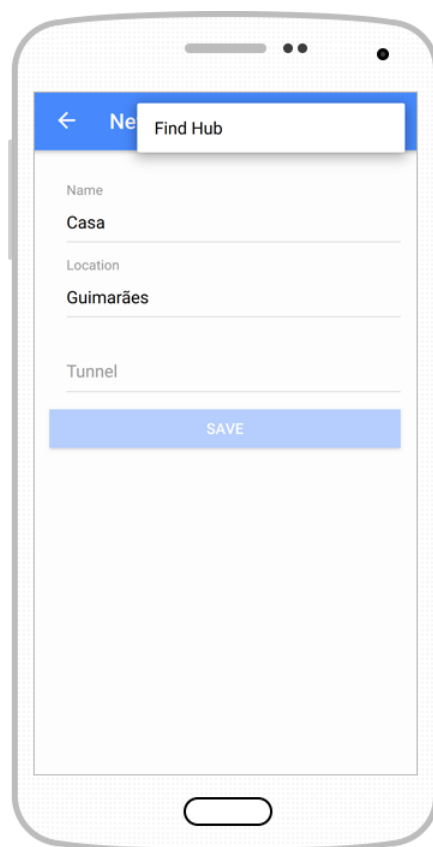 Ne
Find Hub
Name
Casa
Location
Guimarães
Tunnel
SAVE